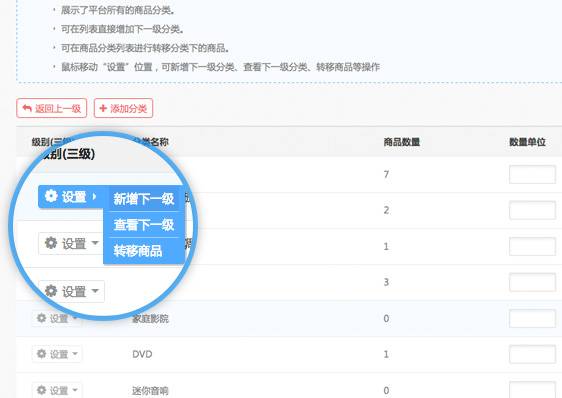 展示了平台所有的商品分类。
可在列表直接增加下一级分类。
可在商品分类列表进行转移分类下的商品。
鼠标移动“设置”位置，可新增下一级分类、查看下一级分类、转移商品等操作
返回上一级 添加分类
级别(三级) 分类名称 商品数量 数量单位
级别(三级)
7
设置 新增下一级
2
查看下一级
设置 1
转移商品
3
设置
设置 家庭影院 0
设置 DVD 1
设置 迷你音响 0